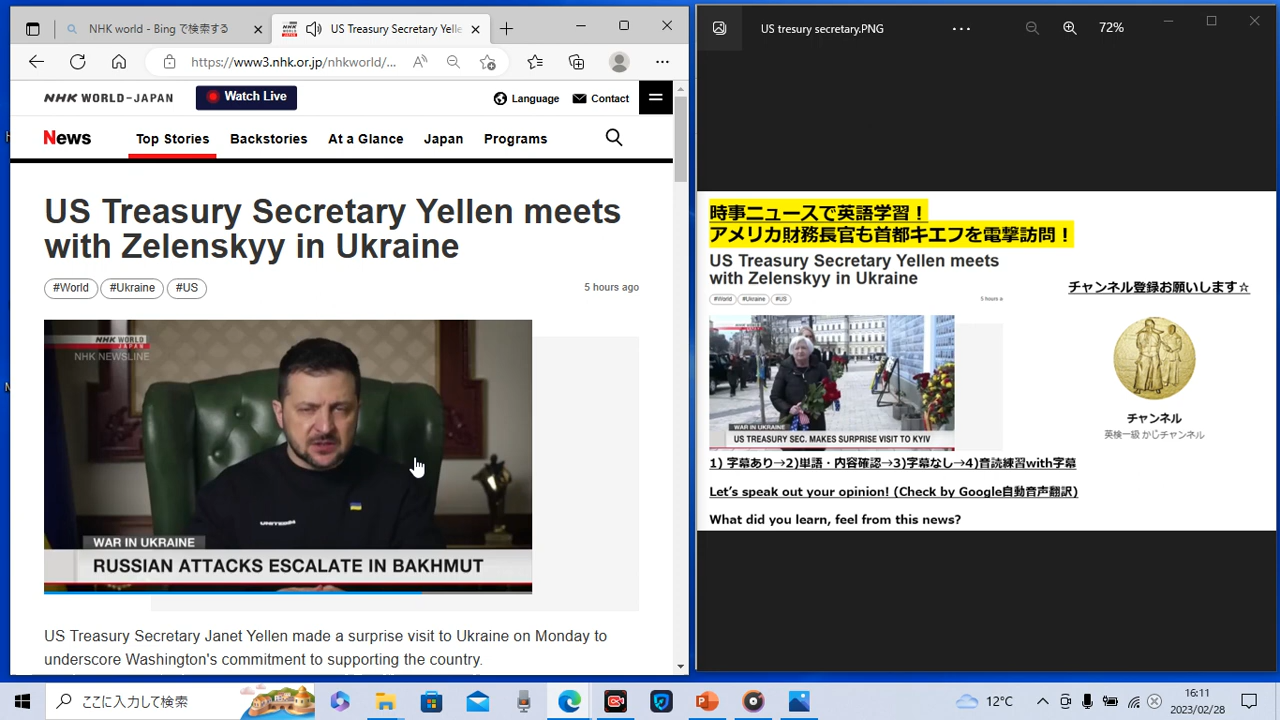 NHK world - Bing で検索する
US Treasury Secretary Yelle
https://www3.nhk.or.jp/nhkworld/...
NHK WORLD-JAPAN
Watch Live
Language
Contact
News
Top Stories
Backstories
At a Glance
Japan
Programs
US Treasury Secretary Yellen meets
with Zelenskyy in Ukraine
#World
#Ukraine
#US
5 hours ago
NHK WORLD
JAPAN
NHK NEWSLINE
WAR IN UKRAINE
RUSSIAN ATTACKS ESCALATE IN BAKHMUT
US Treasury Secretary Janet Yellen made a surprise visit to Ukraine on Monday to
underscore Washington's commitment to supporting the country.
US tresury secretary.PNG
72%
時事ニュースで英語学習！
アメリカ財務長官も首都キエフを電撃訪問！
US Treasury Secretary Yellen meets
with Zelenskyy in Ukraine
#World
#Ukraine
#US
5 hours a
チャンネル登録お願いします☆
WAR IN UKRAINE
US TREASURY SEC. MAKES SURPRISE VISIT TO KYIV
チャンネル
英検一級 かじチャンネル
1) 字幕あり→2)単語・内容確認→3)字幕なし→4)音読練習with字幕
Let's speak out your opinion! (Check by Google自動音声翻訳)
What did you learn, feel from this news?
ここに入力して検索
12°C
16:11
2023/02/28